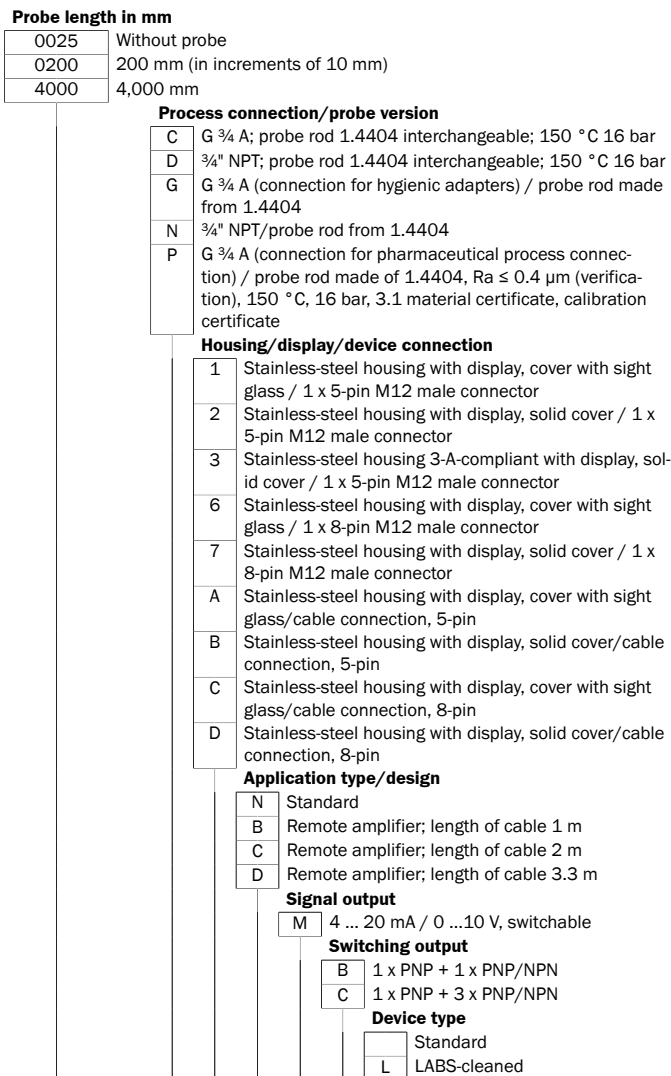 Probe length in mm
0025 Without probe
0200 200 mm (in increments of 10 mm)
4000 4,000 mm
Process connection/probe version
C G ¾ A; probe rod 1.4404 interchangeable; 150 °C 16 bar
D ¾" NPT; probe rod 1.4404 interchangeable; 150 °C 16 bar
G G ¾ A (connection for hygienic adapters) / probe rod made
from 1.4404
N ¾" NPT/probe rod from 1.4404
P G ¾ A (connection for pharmaceutical process connec-
tion) / probe rod made of 1.4404, Ra ≤ 0.4 µm (verifica-
tion), 150 °C, 16 bar, 3.1 material certificate, calibration
certificate
Housing/display/device connection
1 Stainless-steel housing with display, cover with sight
glass / 1 x 5-pin M12 male connector
2 Stainless-steel housing with display, solid cover / 1 x
5-pin M12 male connector
3 Stainless-steel housing 3-A-compliant with display, sol-
id cover / 1 x 5-pin M12 male connector
6 Stainless-steel housing with display, cover with sight
glass / 1 x 8-pin M12 male connector
7 Stainless-steel housing with display, solid cover / 1 x
8-pin M12 male connector
A Stainless-steel housing with display, cover with sight
glass/cable connection, 5-pin
B Stainless-steel housing with display, solid cover/cable
connection, 5-pin
C Stainless-steel housing with display, cover with sight
glass/cable connection, 8-pin
D Stainless-steel housing with display, solid cover/cable
connection, 8-pin
Application type/design
N Standard
B Remote amplifier; length of cable 1 m
C Remote amplifier; length of cable 2 m
D Remote amplifier; length of cable 3.3 m
Signal output
M 4 ... 20 mA / 0 ...10 V, switchable
Switching output
B 1 x PNP + 1 x PNP/NPN
C 1 x PNP + 3 x PNP/NPN
Device type
Standard
L LABS-cleaned